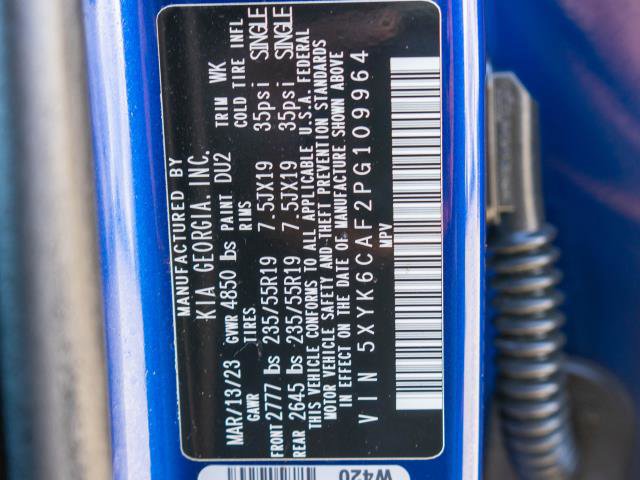 MANUFACTURED BY
KIA GEORGIA, INC.
MAR/13/23 GVWR 4850 lbs PAINT DU2 TRIM WK
GAWR TIRES RIMS COLD TIRE INFL
FRONT 2777 lbs 235/55R19 7.5JX19 35psi SINGLE
REAR 2645 lbs 235/55R19 7.5JX19 35psi SINGLE
THIS VEHICLE CONFORMS TO ALL APPLICABLE U.S.A. FEDERAL
MOTOR VEHICLE SAFETY AND THEFT PREVENTION STANDARDS
IN EFFECT ON THE DATE OF MANUFACTURE SHOWN ABOVE
VIN 5XYK6CAF2PG109964
MPV
W420